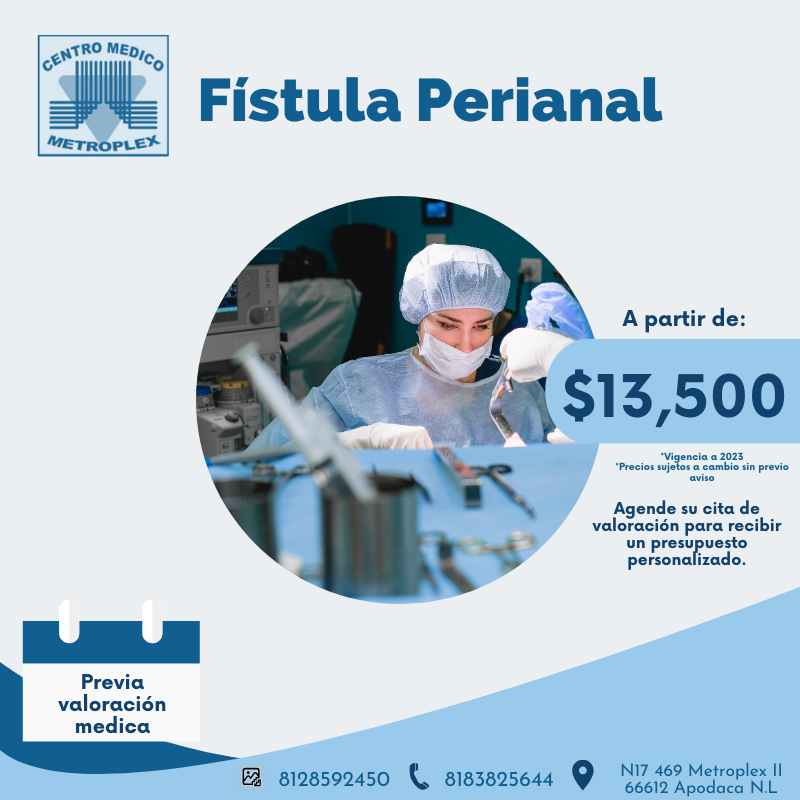 CENTRO MEDICO
METROPLEX
Fístula Perianal
A partir de:
$13,500
*Vigencia a 2023
*Precios sujetos a cambio sin previo
aviso
Agende su cita de
valoración para recibir
un presupuesto
personalizado.
Previa
valoración
medica
8128592450
8183825644
N17 469 Metroplex II
66612 Apodaca N.L